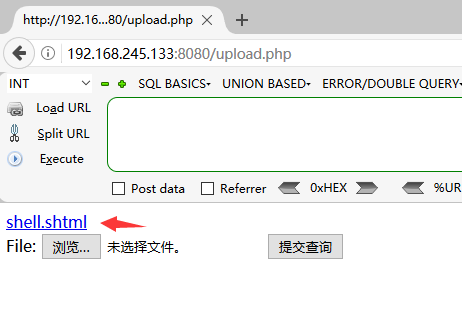 http://192.16...80/upload.php
192.168.245.133:8080/upload.php
INT SQL BASICS UNION BASED ERROR/DOUBLE QUERY
Load URL
Split URL
Execute
Post data Referrer 0xHEX %UR
shell.shtml
File: 浏览... 未选择文件。 提交查询